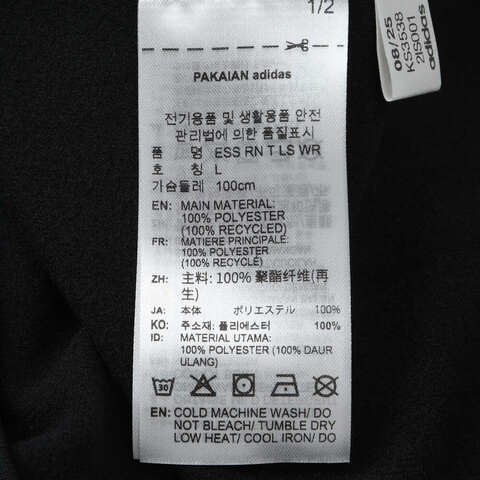 1/2
08/25
KS3538
2IS001
adidas
PAKAIAN adidas
전기용품 및 생활용품 안전
관리법에 의한 품질표시
품 명 ESS RN T LS WR
호 칭 L
가슴둘레 100cm
EN: MAIN MATERIAL:
100% POLYESTER
(100% RECYCLED)
FR: MATIERE PRINCIPALE:
100% POLYESTER
(100% RECYCLE)
ZH: 主料: 100% 聚酯纤维(再
生)
JA: 本体 ポリエステル 100%
KO: 주소재: 폴리에스터 100%
ID: MATERIAL UTAMA:
100% POLYESTER (100% DAUR
ULANG)
30
EN: COLD MACHINE WASH/ DO
NOT BLEACH/ TUMBLE DRY
LOW HEAT/ COOL IRON/ DO